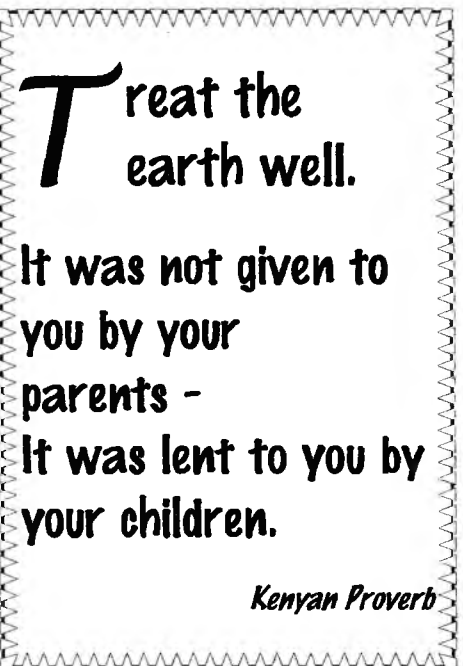 Treat the
earth well.
It was not given to
you by your
parents -
It was lent to you by
your children.
Kenyan Proverb